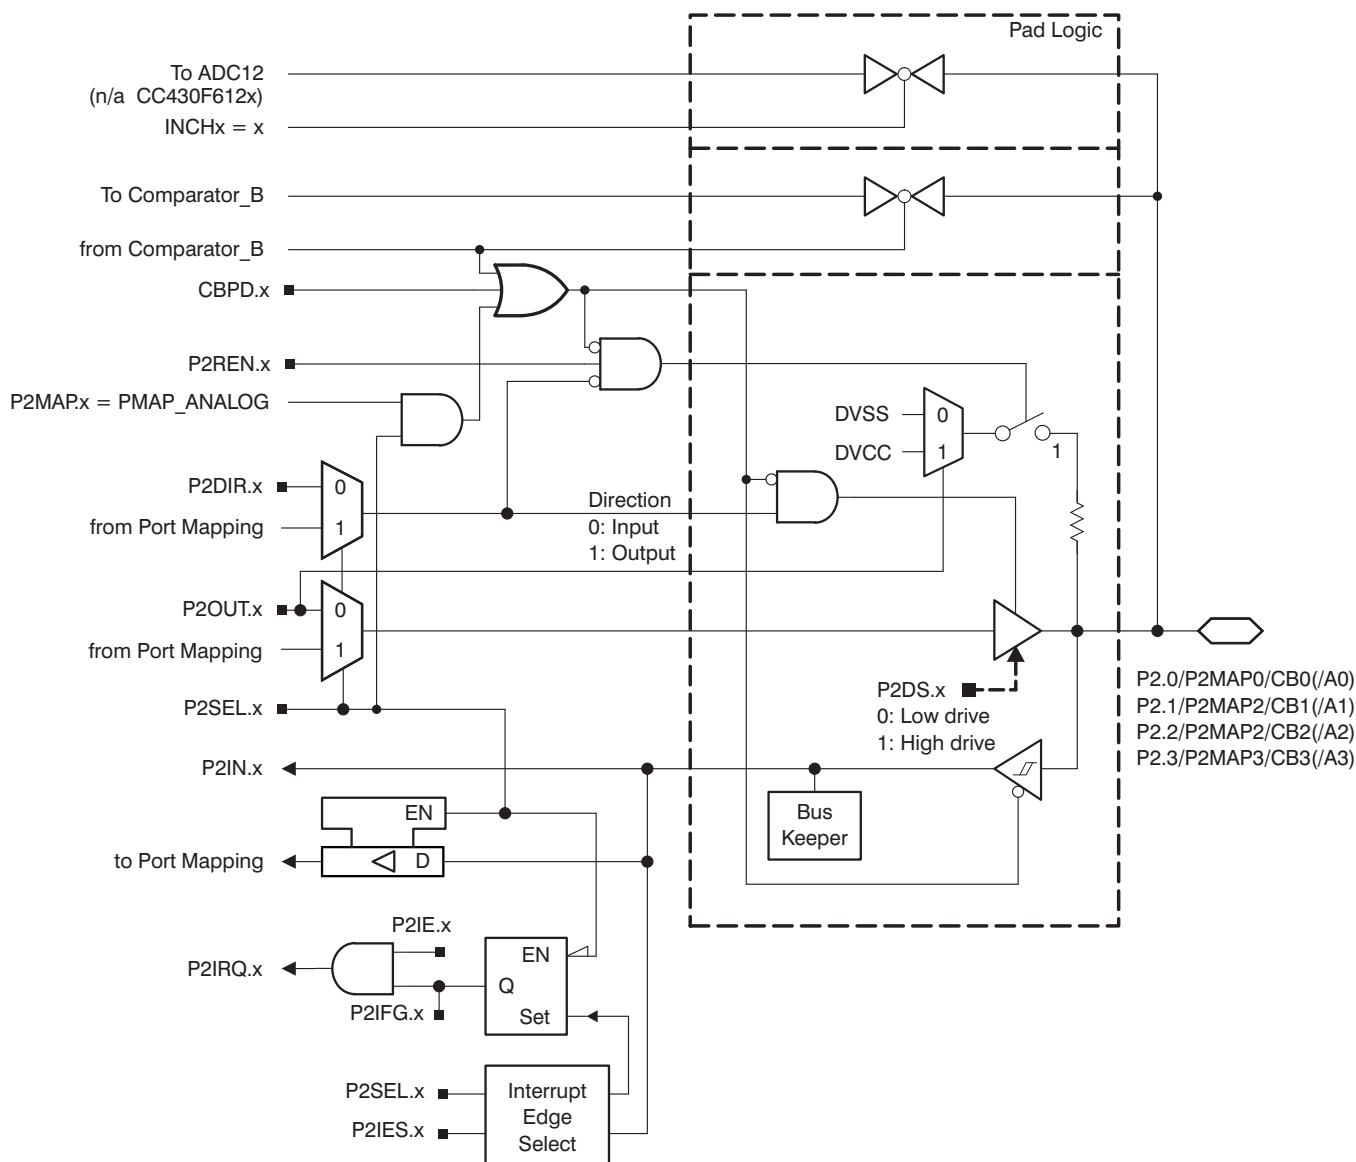 Pad Logic
To ADC12
(n/a CC430F612x)
INCHx = x
To Comparator_B
from Comparator_B
CBPD.x
P2REN.x
P2MAP.x = PMAP_ANALOG
DVSS
0
DVCC
1
1
P2DIR.x
0
from Port Mapping
1
Direction
0: Input
1: Output
P2OUT.x
0
from Port Mapping
1
P2SEL.x
P2DS.x
0: Low drive
1: High drive
P2.0/P2MAP0/CB0(/A0)
P2.1/P2MAP2/CB1(/A1)
P2.2/P2MAP2/CB2(/A2)
P2.3/P2MAP3/CB3(/A3)
P2IN.x
Bus
Keeper
EN
to Port Mapping
D
P2IE.x
P2IRQ.x
EN
Q
P2IFG.x
Set
P2SEL.x
P2IES.x
Interrupt
Edge
Select